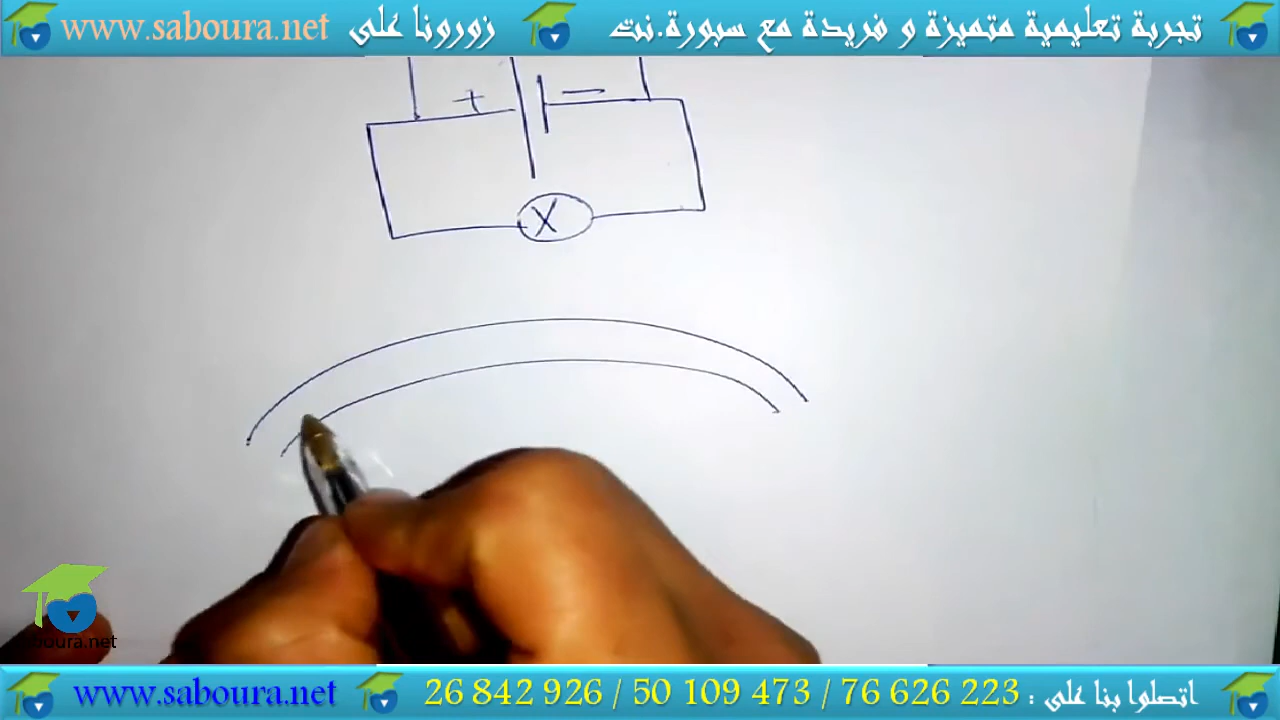 تجربة تعليمية متميزة و فريدة مع سبورة.نت زورونا على www.saboura.net
+ −
X
saboura.net
اتصلوا بنا على : 26 842 926 / 50 109 473 / 76 626 223 www.saboura.net